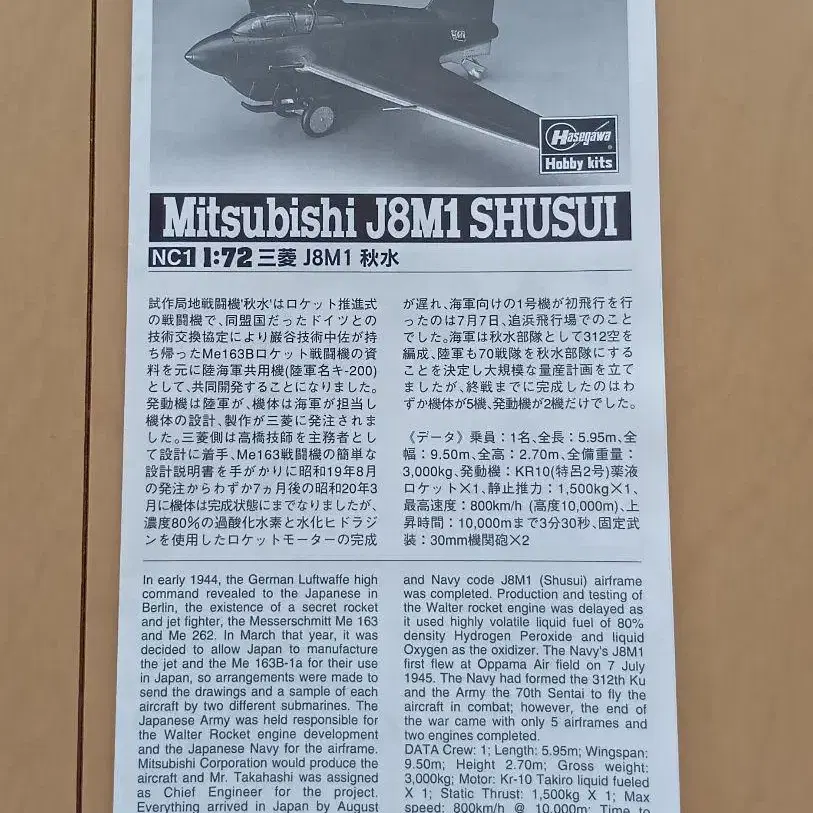 Hasegawa
Hobby kits
Mitsubishi J8M1 SHUSUI
NC1 1:72 三菱 J8M1 秋水
試作局地戦闘機'秋水'はロケット推進式
の戦闘機で、同盟国だったドイツとの
技術交換協定により巌谷技術中佐が持
ち帰ったMe163Bロケット戦闘機の資
料を元に陸海軍共用機(陸軍名キ-200)
として、共同開発することになりました。
発動機は陸軍が、機体は海軍が担当し
機体の設計、製作が三菱に発注されま
した。三菱側は高橋技師を主務者とし
て設計に着手、Me163戦闘機の簡単な
設計説明書を手がかりに昭和19年8月
の発注からわずか7ヵ月後の昭和20年3
月に機体は完成状態にまでなりましたが、
濃度80%の過酸化水素と水化ヒドラジ
ンを使用したロケットモーターの完成
が遅れ、海軍向けの1号機が初飛行を行
ったのは7月7日、追浜飛行場でのこと
でした。海軍は秋水部隊として312空を
編成、陸軍も70戦隊を秋水部隊にする
ことを決定し大規模な量産計画を立て
ましたが、終戦までに完成したのはわ
ずか機体が5機、発動機が2機だけでした。
《データ》乗員：1名、全長：5.95m、全
幅：9.50m、全高：2.70m、全備重量：
3,000kg、発動機：KR10(特呂2号)薬液
ロケット×1、静止推力：1,500kg×1、
最高速度：800km/h (高度10,000m)、上
昇時間：10,000mまで3分30秒、固定武
装：30mm機関砲×2
In early 1944, the German Luftwaffe high
command revealed to the Japanese in
Berlin, the existence of a secret rocket
and jet fighter, the Messerschmitt Me 163
and Me 262. In March that year, it was
decided to allow Japan to manufacture
the jet and the Me 163B-1a for their use
in Japan, so arrangements were made to
send the drawings and a sample of each
aircraft by two different submarines. The
Japanese Army was held responsible for
the Walter Rocket engine development
and the Japanese Navy for the airframe.
Mitsubishi Corporation would produce the
aircraft and Mr. Takahashi was assigned
as Chief Engineer for the project.
Everything arrived in Japan by August
and Navy code J8M1 (Shusui) airframe
was completed. Production and testing of
the Walter rocket engine was delayed as
it used highly volatile liquid fuel of 80%
density Hydrogen Peroxide and liquid
Oxygen as the oxidizer. The Navy's J8M1
first flew at Oppama Air field on 7 July
1945. The Navy had formed the 312th Ku
and the Army the 70th Sentai to fly the
aircraft in combat; however, the end of
the war came with only 5 airframes and
two engines completed.
DATA Crew: 1; Length: 5.95m; Wingspan:
9.50m; Height 2.70m; Gross weight:
3,000kg; Motor: Kr-10 Takiro liquid fueled
X 1; Static Thrust: 1,500kg X 1; Max
speed: 800km/h @ 10,000m; Time to